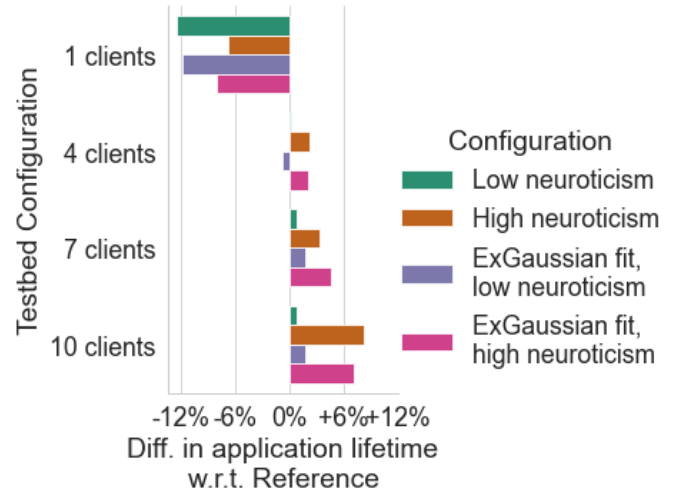 Testbed Configuration
1 clients
4 clients
7 clients
10 clients
-12%
-6%
0%
+6%
+12%
Diff. in application lifetime
w.r.t. Reference
Configuration
Low neuroticism
High neuroticism
ExGaussian fit,
low neuroticism
ExGaussian fit,
high neuroticism